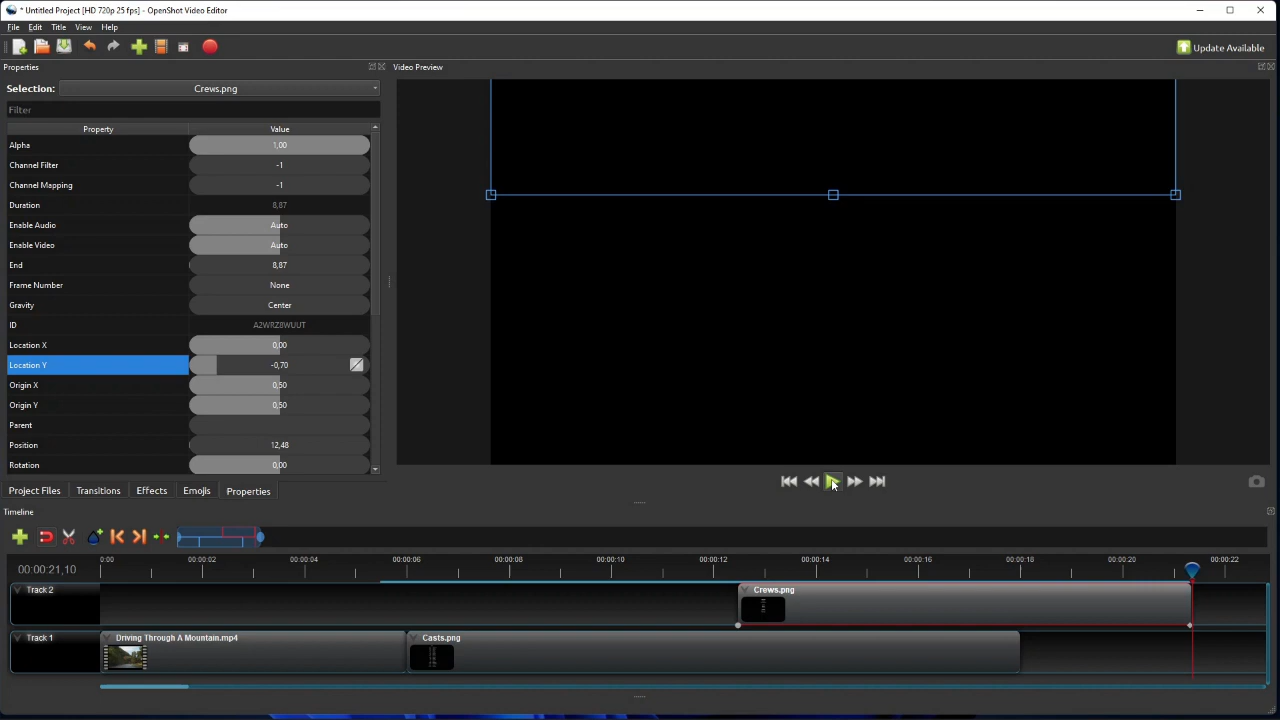 * Untitled Project [HD 720p 25 fps] - OpenShot Video Editor
File Edit Title View Help
Update Available
Properties
Video Preview
Selection: Crews.png
Filter
Property Value
Alpha 1,00
Channel Filter -1
Channel Mapping -1
Duration 8,87
Enable Audio Auto
Enable Video Auto
End 8,87
Frame Number None
Gravity Center
ID A2WRZ8WUUT
Location X 0,00
Location Y -0,70
Origin X 0,50
Origin Y 0,50
Parent
Position 12,48
Rotation 0,00
Project Files Transitions Effects Emojis Properties
Timeline
00:00:21,10 0:00 00:00:02 00:00:04 00:00:06 00:00:08 00:00:10 00:00:12 00:00:14 00:00:16 00:00:18 00:00:20 00:00:22
Track 2 Crews.png
Track 1 Driving Through A Mountain.mp4 Casts.png